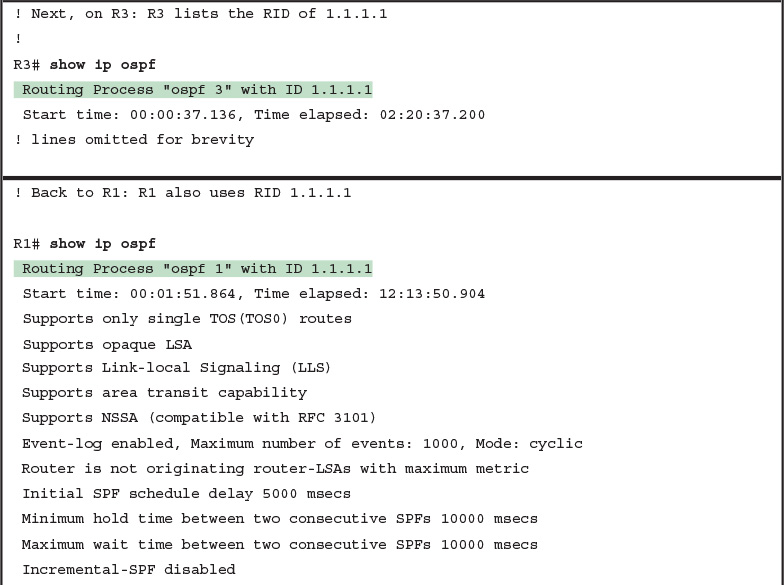 ! Next, on R3: R3 lists the RID of 1.1.1.1
!
R3# show ip ospf
Routing Process "ospf 3" with ID 1.1.1.1
Start time: 00:00:37.136, Time elapsed: 02:20:37.200
! lines omitted for brevity
! Back to R1: R1 also uses RID 1.1.1.1
R1# show ip ospf
Routing Process "ospf 1" with ID 1.1.1.1
Start time: 00:01:51.864, Time elapsed: 12:13:50.904
Supports only single TOS(TOS0) routes
Supports opaque LSA
Supports Link-local Signaling (LLS)
Supports area transit capability
Supports NSSA (compatible with RFC 3101)
Event-log enabled, Maximum number of events: 1000, Mode: cyclic
Router is not originating router-LSAs with maximum metric
Initial SPF schedule delay 5000 msecs
Minimum hold time between two consecutive SPFs 10000 msecs
Maximum wait time between two consecutive SPFs 10000 msecs
Incremental-SPF disabled